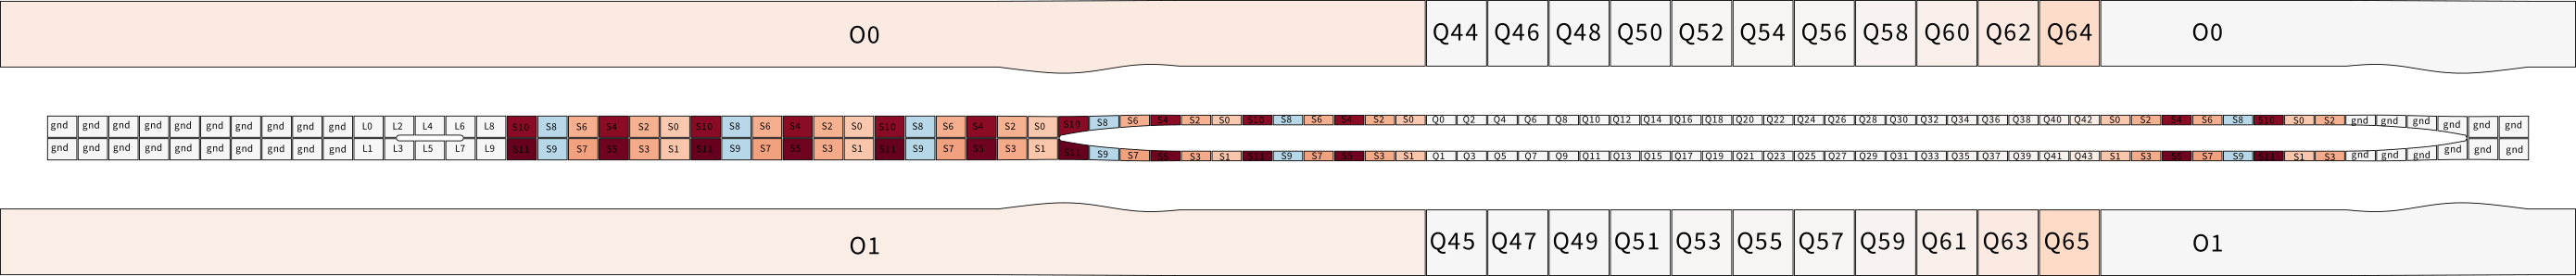 O0 Q44 Q46 Q48 Q50 Q52 Q54 Q56 Q58 Q60 Q62 Q64 O0
gnd gnd gnd gnd gnd gnd gnd gnd gnd gnd L0 L2 L4 L6 L8 S10 S8 S6 S4 S2 S0 S10 S8 S6 S4 S2 S0 S10 S8 S6 S4 S2 S0 S10 S8 S6 S4 S2 S0 S10 S8 S6 S4 S2 S0 Q0 Q2 Q4 Q6 Q8 Q10 Q12 Q14 Q16 Q18 Q20 Q22 Q24 Q26 Q28 Q30 Q32 Q34 Q36 Q38 Q40 Q42 S0 S2 S4 S6 S8 S10 S0 S2 gnd gnd gnd gnd gnd gnd
gnd gnd gnd gnd gnd gnd gnd gnd gnd gnd L1 L3 L5 L7 L9 S11 S9 S7 S5 S3 S1 S11 S9 S7 S5 S3 S1 S11 S9 S7 S5 S3 S1 S11 S9 S7 S5 S3 S1 S11 S9 S7 S5 S3 S1 Q1 Q3 Q5 Q7 Q9 Q11 Q13 Q15 Q17 Q19 Q21 Q23 Q25 Q27 Q29 Q31 Q33 Q35 Q37 Q39 Q41 Q43 S1 S3 S5 S7 S9 S11 S1 S3 gnd gnd gnd gnd gnd gnd
O1 Q45 Q47 Q49 Q51 Q53 Q55 Q57 Q59 Q61 Q63 Q65 O1